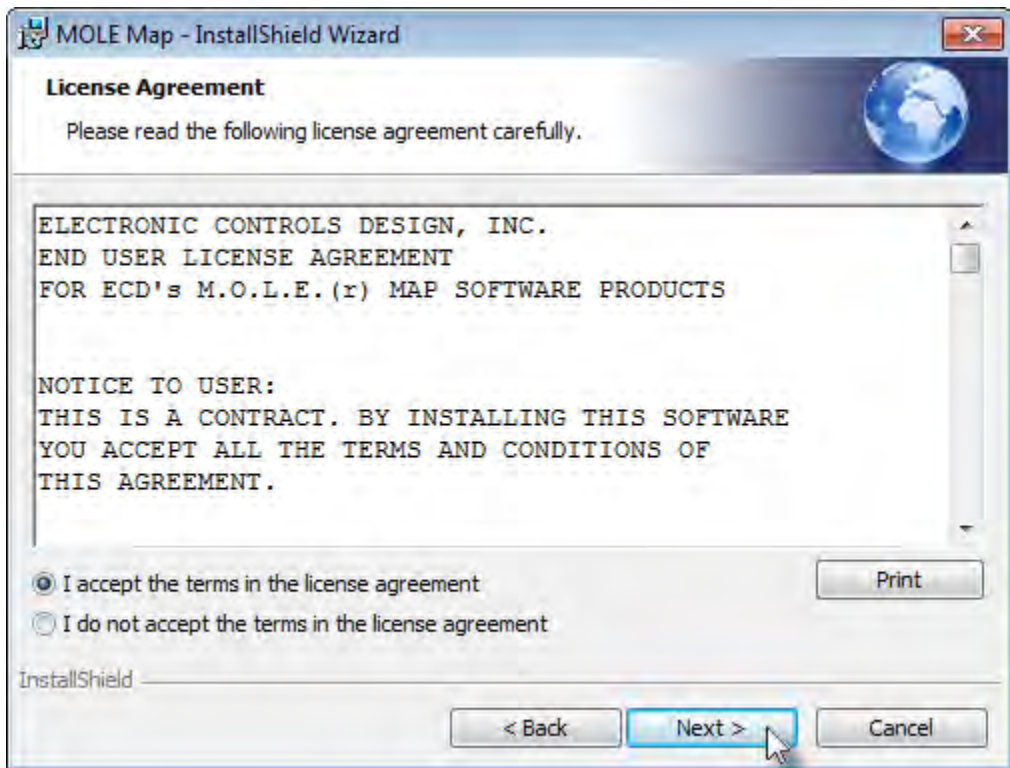 MOLE Map - InstallShield Wizard
License Agreement
Please read the following license agreement carefully.
ELECTRONIC CONTROLS DESIGN, INC.
END USER LICENSE AGREEMENT
FOR ECD's M.O.L.E.(r) MAP SOFTWARE PRODUCTS
NOTICE TO USER:
THIS IS A CONTRACT. BY INSTALLING THIS SOFTWARE
YOU ACCEPT ALL THE TERMS AND CONDITIONS OF
THIS AGREEMENT.
I accept the terms in the license agreement
Print
I do not accept the terms in the license agreement
InstallShield
< Back
Next >
Cancel